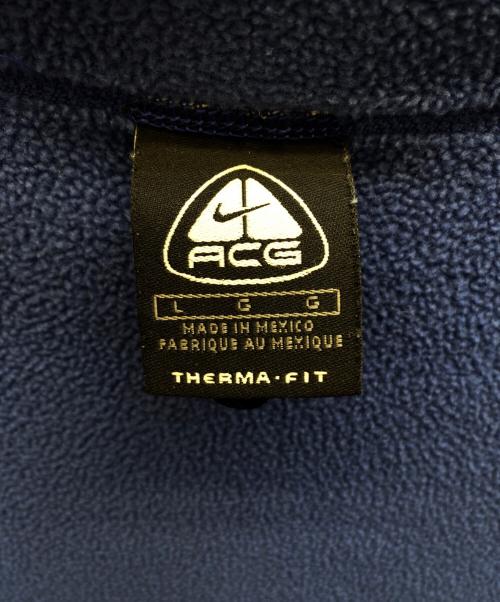 ACG
L G G
MADE IN MEXICO
FABRIQUE AU MEXIQUE
THERMA·FIT